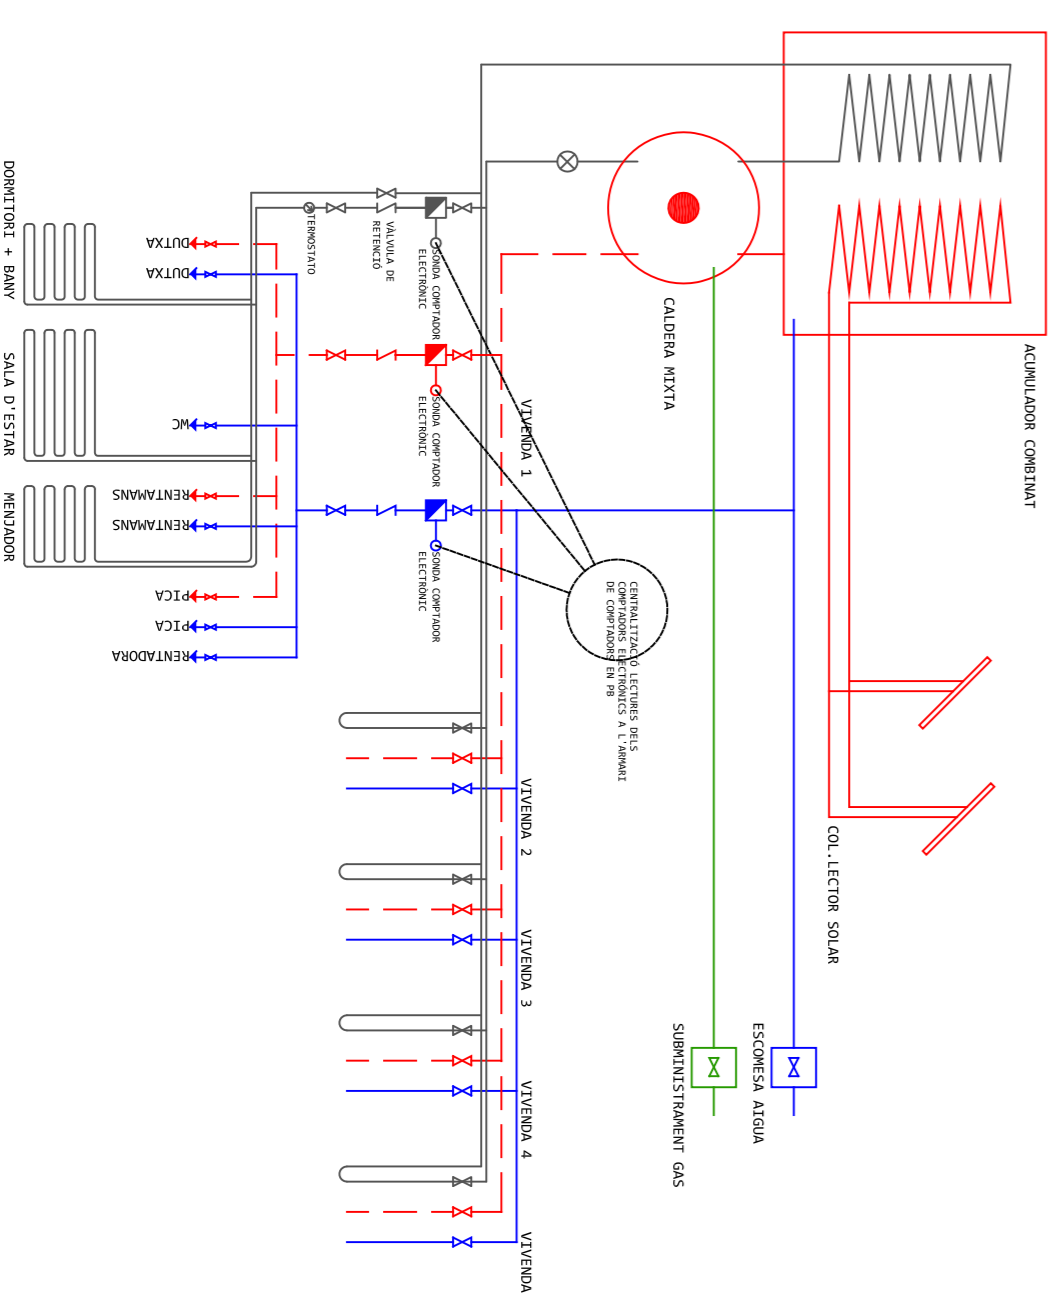 ACUMULADOR COMBINAT
CALDERA MIXTA
COL.LECTOR SOLAR
ESCOMESA AIGUA
SUBMINISTRAMENT GAS
CENTRALITZACIÓ LECTURES DELS
COMPTADORS ELECTRÒNICS A L'ARMARI
DE COMPTADORS EN PB
VIVENDA 1
VIVENDA 2
VIVENDA 3
VIVENDA 4
VIVENDA
SONDA COMPTADOR
ELECTRÒNIC
SONDA COMPTADOR
ELECTRÒNIC
SONDA COMPTADOR
ELECTRÒNIC
VÀLVULA DE
RETENCIÓ
TERMOSTATO
DUTXA
DUTXA
WC
RENTAMANS
RENTAMANS
PICA
PICA
RENTADORA
DORMITORI + BANY
SALA D'ESTAR
MENJADOR